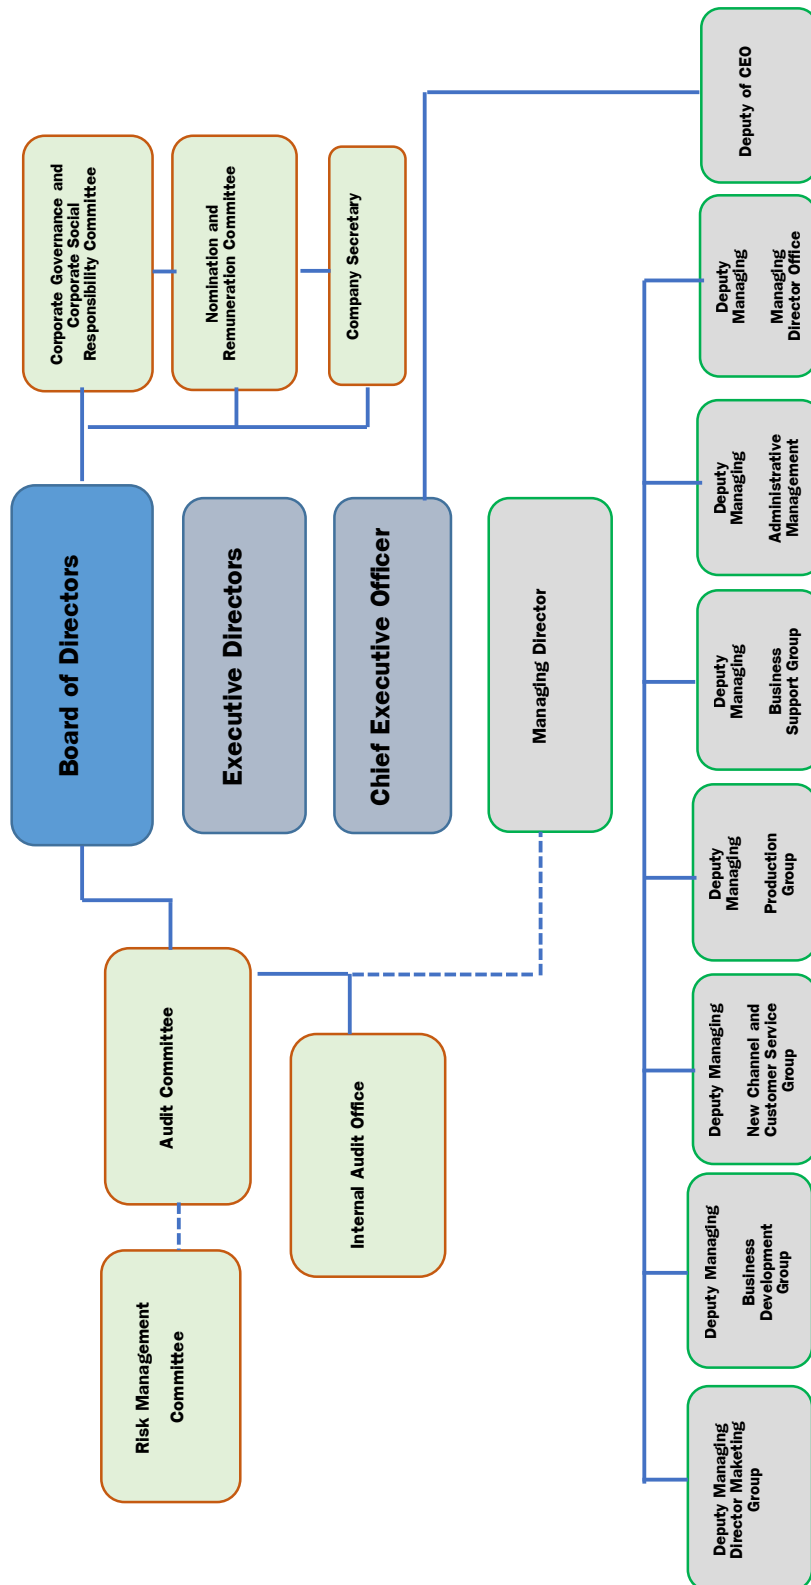 Board of Directors
Corporate Governance and
Corporate Social
Responsibility Committee
Risk Management
Committee
Audit Committee
Executive Directors
Nomination and
Remuneration Committee
Internal Audit Office
Chief Executive Officer
Company Secretary
Managing Director
Deputy Managing
Director Maketing
Group
Deputy Managing
Business
Development
Group
Deputy Managing
New Channel and
Customer Service
Group
Deputy
Managing
Production
Group
Deputy
Managing
Business
Support Group
Deputy
Managing
Administrative
Management
Deputy
Managing
Managing
Director Office
Deputy of CEO